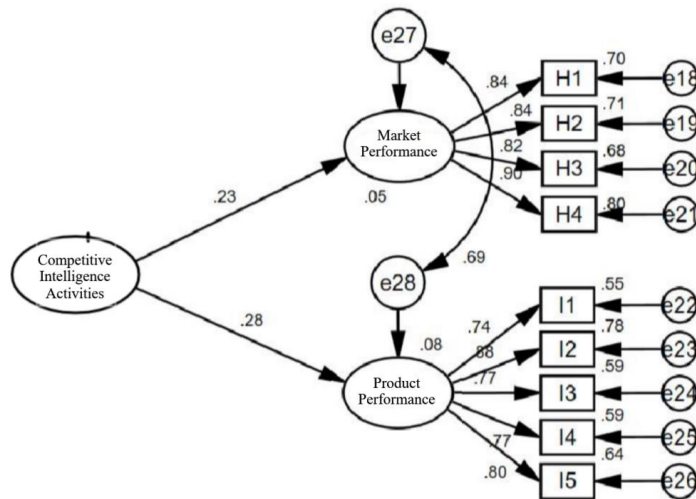 e27
.84
H1
.70
e18
.84
H2
.71
e19
Market
Performance
.82
H3
.68
e20
.90
H4
.80
e21
.23
.05
Competitive
Intelligence
Activities
e28
.69
.28
.08
.74
I1
.55
e22
.88
I2
.78
e23
.77
I3
.59
e24
Product
Performance
.77
I4
.59
e25
.80
I5
.64
e26